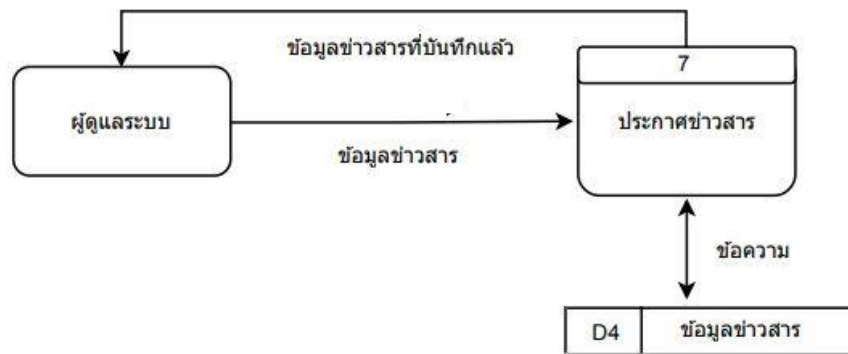 ข้อมูลข่าวสารที่บันทึกแล้ว
7
ผู้ดูแลระบบ
ประกาศข่าวสาร
ข้อมูลข่าวสาร
ข้อความ
D4
ข้อมูลข่าวสาร